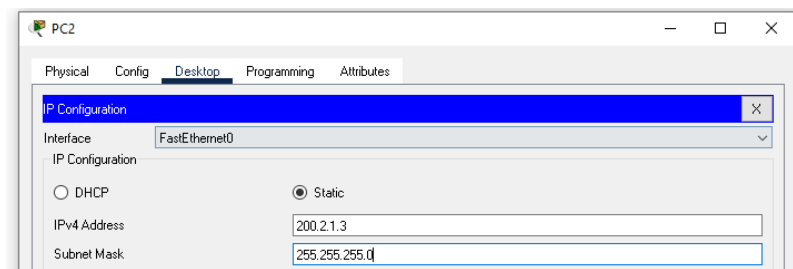 PC2
Physical Config Desktop Programming Attributes
IP Configuration X
Interface FastEthernet0
IP Configuration
DHCP Static
IPv4 Address 200.2.1.3
Subnet Mask 255.255.255.0